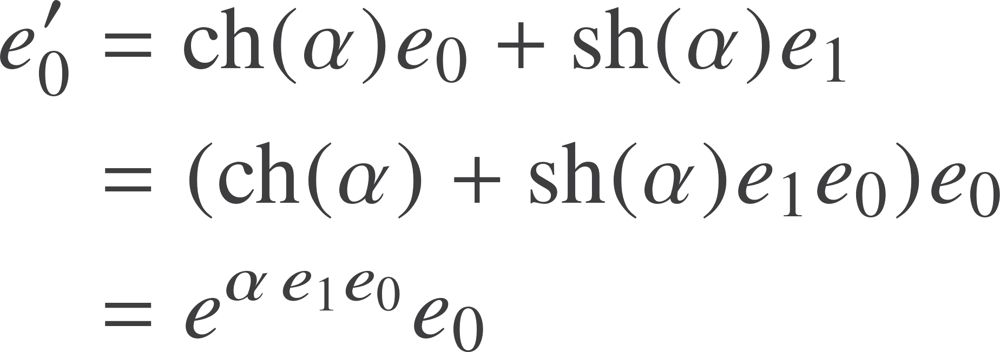 e′₀ = ch(α)e₀ + sh(α)e₁
= (ch(α) + sh(α)e₁e₀)e₀
= e^{α e₁e₀}e₀